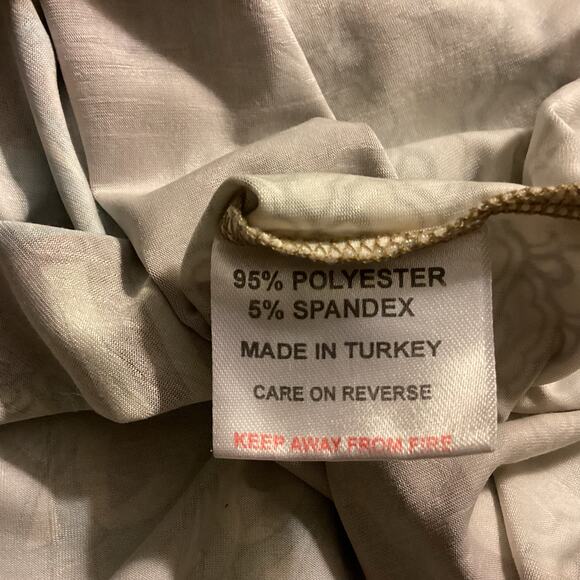 95% POLYESTER
5% SPANDEX
MADE IN TURKEY
CARE ON REVERSE
KEEP AWAY FROM FIRE